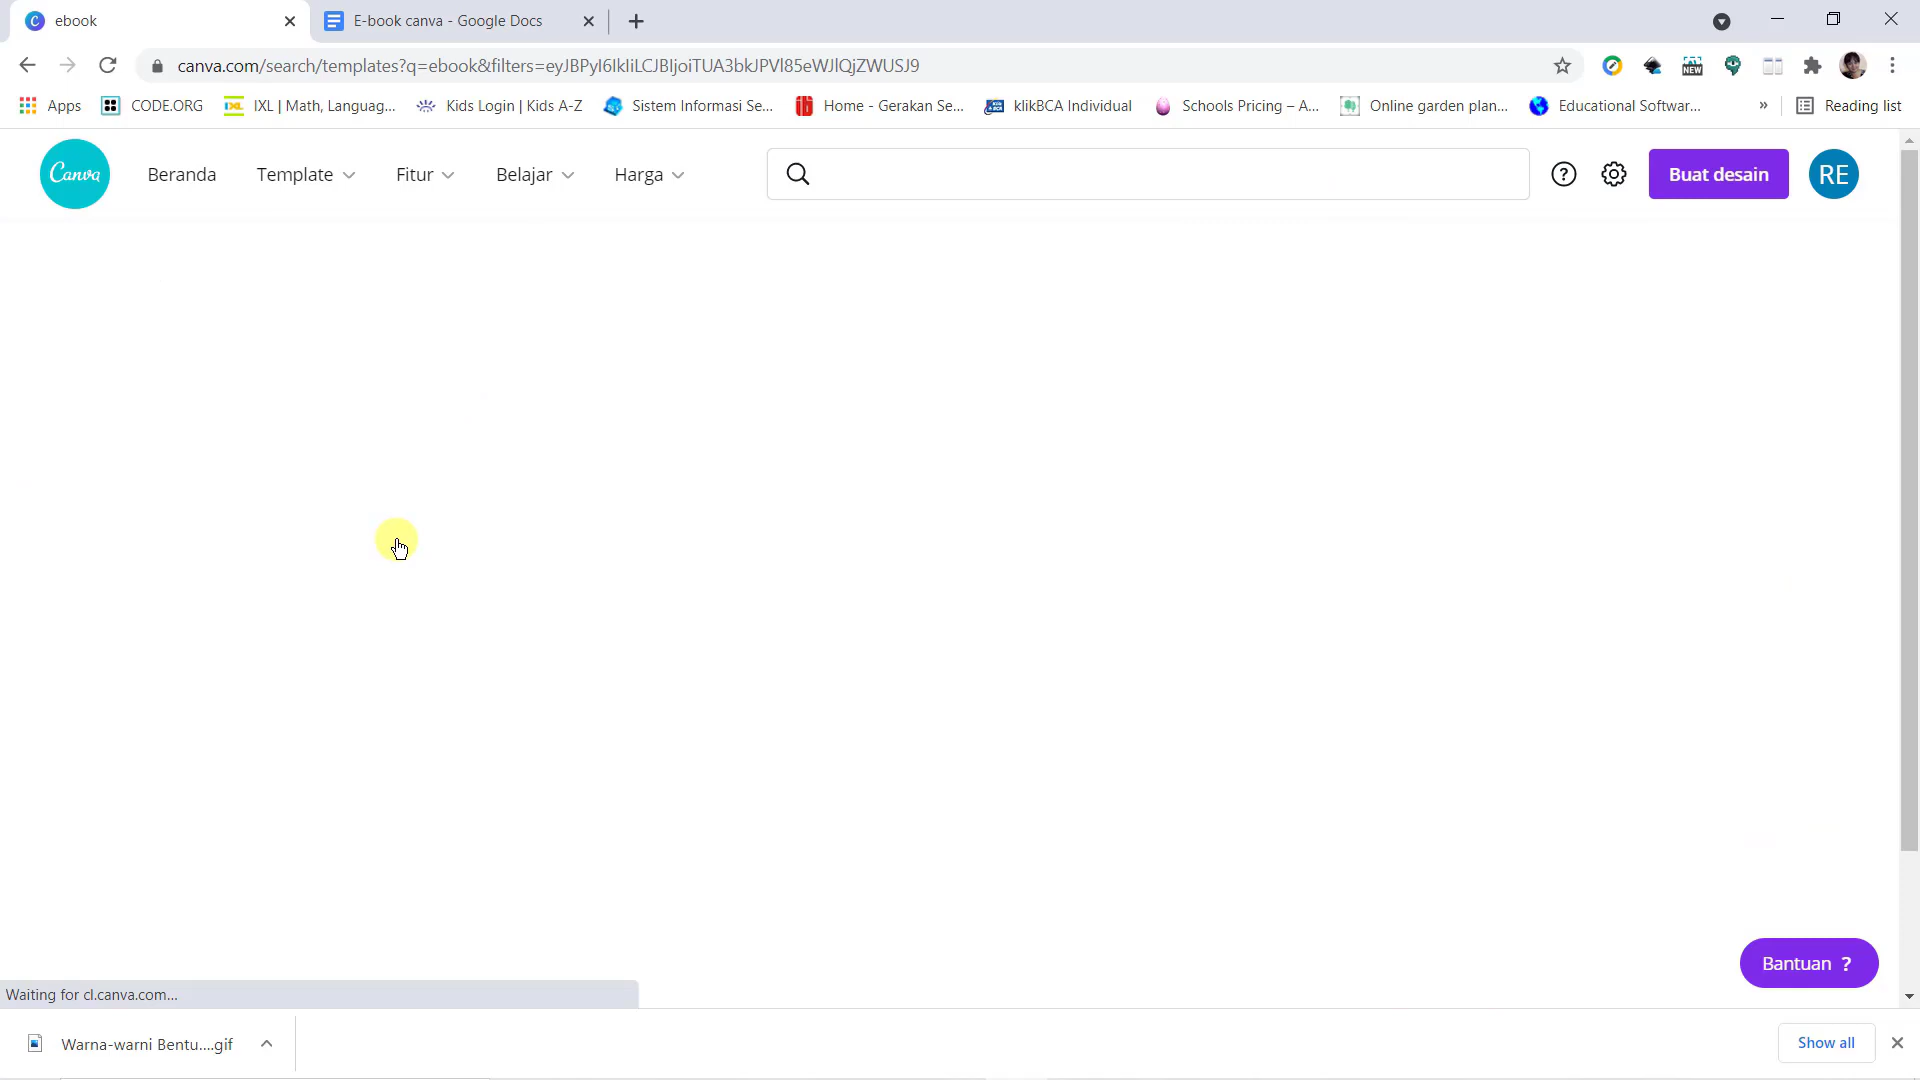 ebook
E-book canva - Google Docs
canva.com/search/templates?q=ebook&filters=eyJBPyI6IkIiLCJBIjoiTUA3bkJPVl85eWJlQjZWUSJ9
Apps CODE.ORG IXL | Math, Languag... Kids Login | Kids A-Z Sistem Informasi Se... Home - Gerakan Se... klikBCA Individual Schools Pricing – A... Online garden plan... Educational Softwar... » Reading list
Canva Beranda Template Fitur Belajar Harga ? Buat desain RE
Bantuan ?
Waiting for cl.canva.com...
Warna-warni Bentu....gif Show all